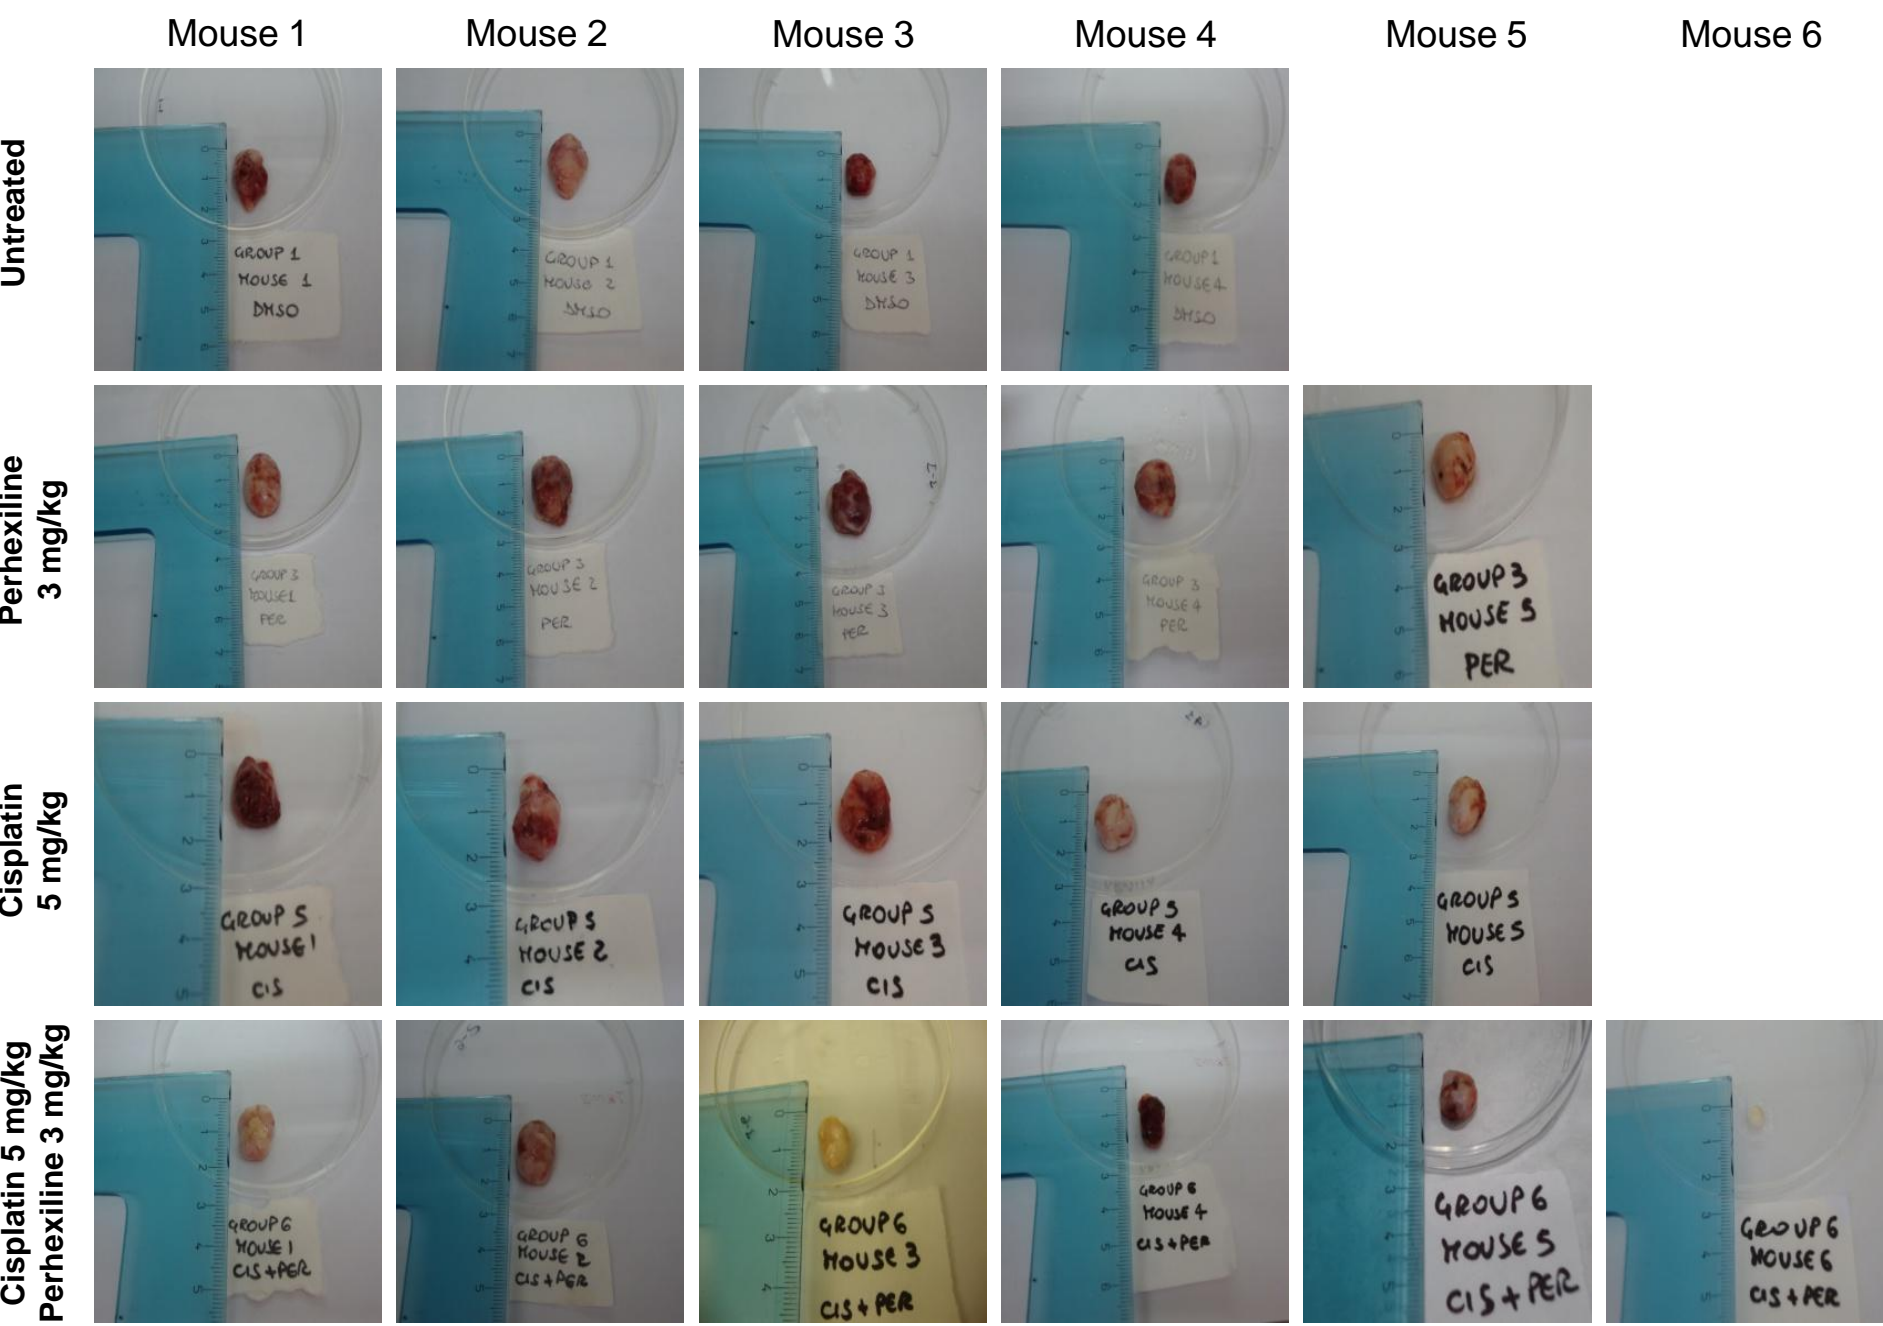 Mouse 1 Mouse 2 Mouse 3 Mouse 4 Mouse 5 Mouse 6
Untreated
GROUP 1
MOUSE 1
DMSO
GROUP 1
MOUSE 2
DMSO
GROUP 1
MOUSE 3
DMSO
GROUP 1
MOUSE 4
DMSO
Perhexiline
3 mg/kg
GROUP 3
MOUSE 1
PER
GROUP 3
MOUSE 2
PER
GROUP 3
MOUSE 3
PER
GROUP 3
MOUSE 4
PER
GROUP 3
MOUSE 5
PER
Cisplatin
5 mg/kg
GROUP 5
MOUSE 1
CIS
GROUP 5
MOUSE 2
CIS
GROUP 5
MOUSE 3
CIS
GROUP 5
MOUSE 4
CIS
GROUP 5
MOUSE 5
CIS
Cisplatin 5 mg/kg
Perhexiline 3 mg/kg
GROUP 6
MOUSE 1
CIS + PER
GROUP 6
MOUSE 2
CIS + PER
GROUP 6
MOUSE 3
CIS + PER
GROUP 6
MOUSE 4
CIS + PER
GROUP 6
MOUSE 5
CIS + PER
GROUP 6
MOUSE 6
CIS + PER